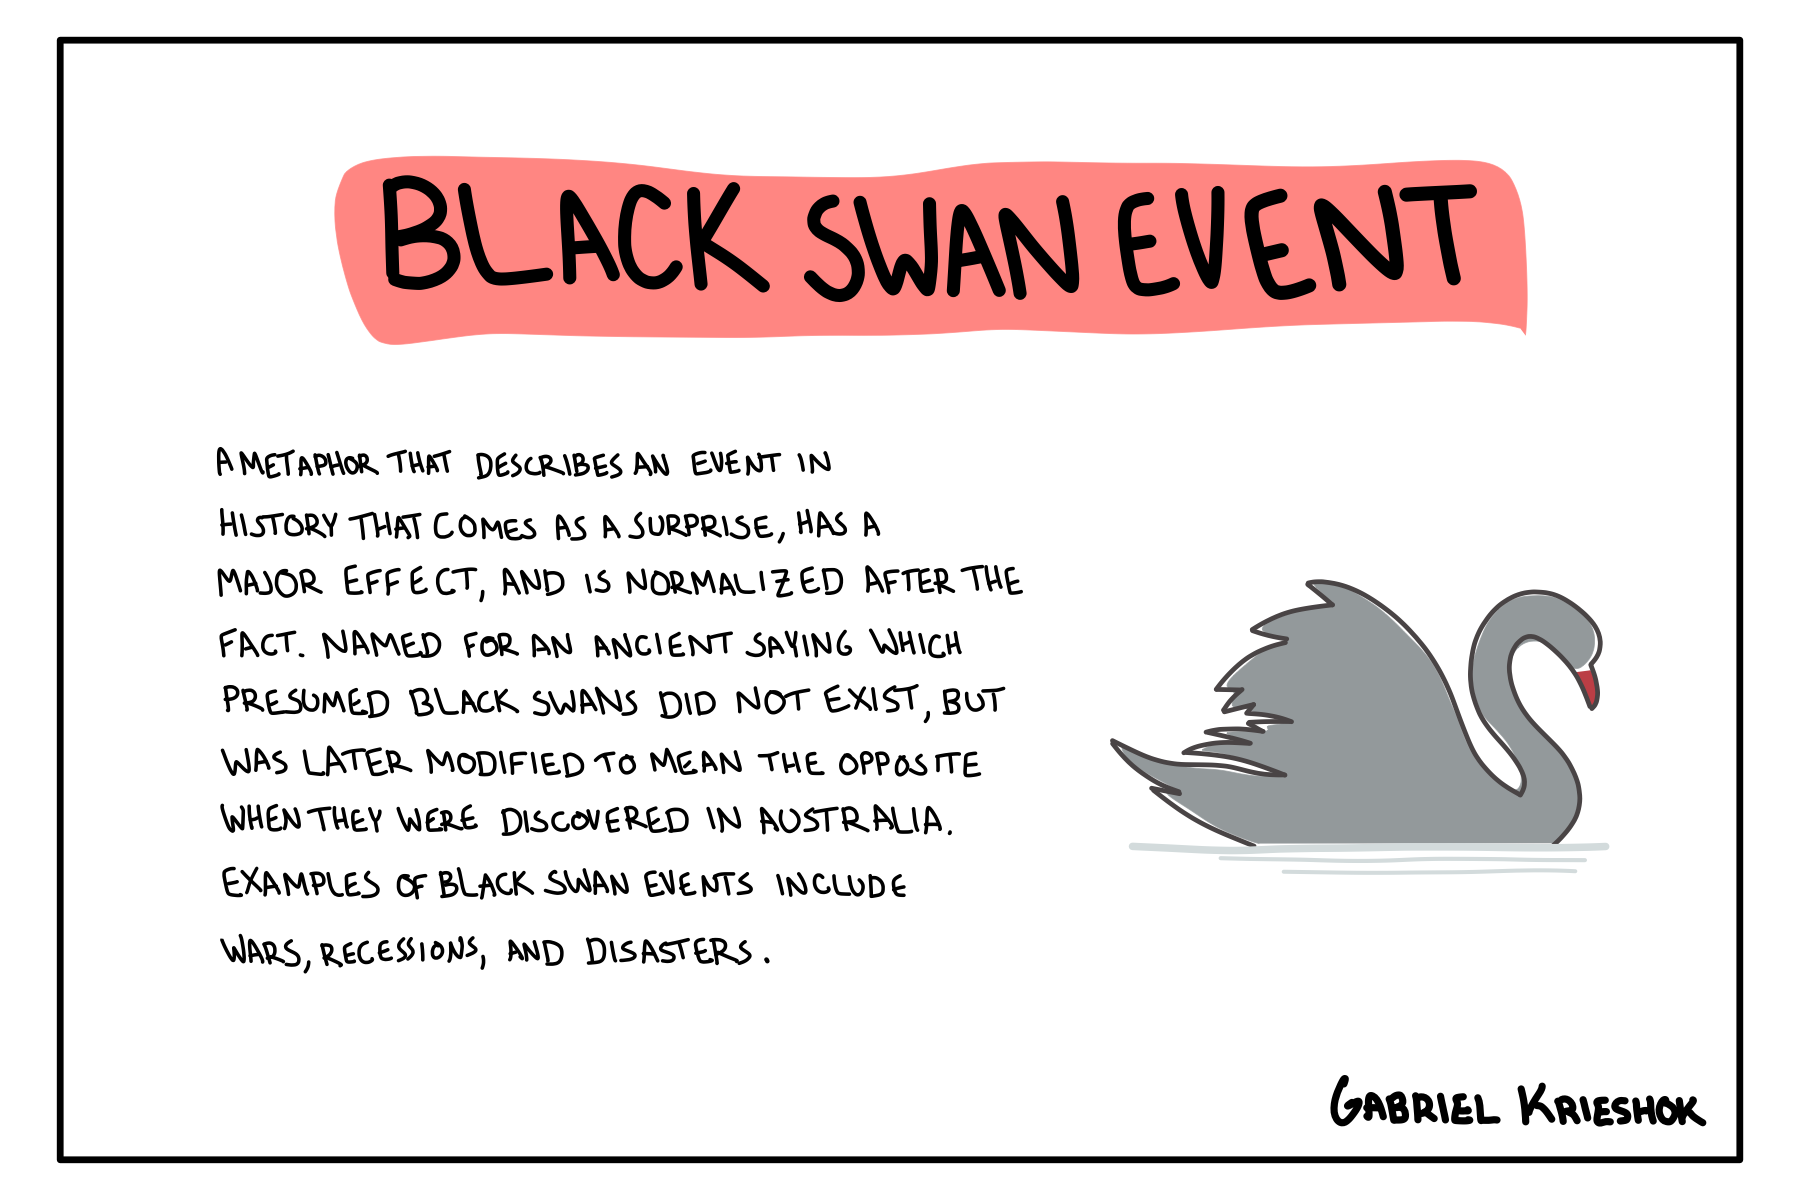 BLACK SWAN EVENT
A METAPHOR THAT DESCRIBES AN EVENT IN
HISTORY THAT COMES AS A SURPRISE, HAS A
MAJOR EFFECT, AND IS NORMALIZED AFTER THE
FACT. NAMED FOR AN ANCIENT SAYING WHICH
PRESUMED BLACK SWANS DID NOT EXIST, BUT
WAS LATER MODIFIED TO MEAN THE OPPOSITE
WHEN THEY WERE DISCOVERED IN AUSTRALIA.
EXAMPLES OF BLACK SWAN EVENTS INCLUDE
WARS, RECESSIONS, AND DISASTERS.
GABRIEL KRIESHOK